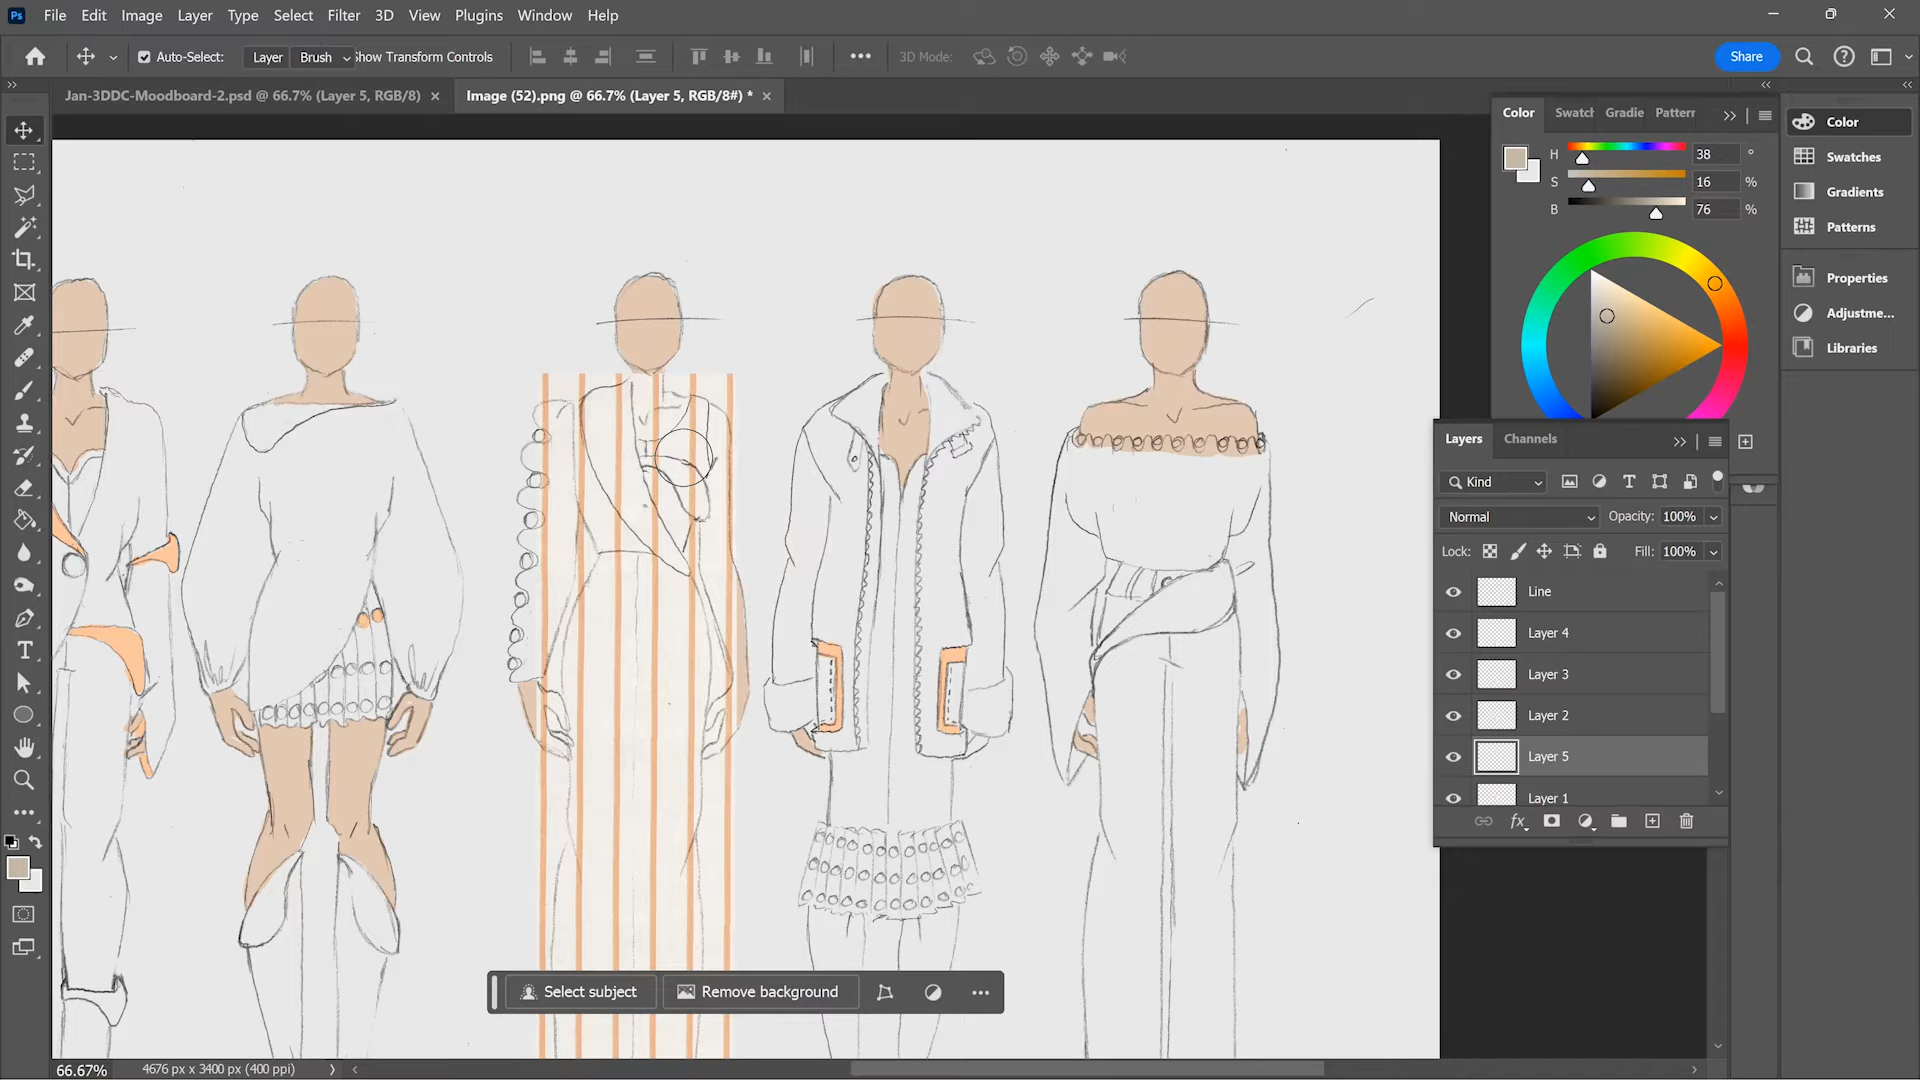 Ps File Edit Image Layer Type Select Filter 3D View Plugins Window Help
Auto-Select: Layer Brush Show Transform Controls 3D Mode: Share
Jan-3DDC-Moodboard-2.psd @ 66.7% (Layer 5, RGB/8) × Image (52).png @ 66.7% (Layer 5, RGB/8#) * ×
Color Swatch Gradie Pattern
H 38 °
S 16 %
B 76 %
Color
Swatches
Gradients
Patterns
Properties
Adjustme...
Libraries
Layers Channels
Kind
Normal Opacity: 100%
Lock: Fill: 100%
Line
Layer 4
Layer 3
Layer 2
Layer 5
Layer 1
fx
Select subject Remove background
66.67% 4676 px x 3400 px (400 ppi)